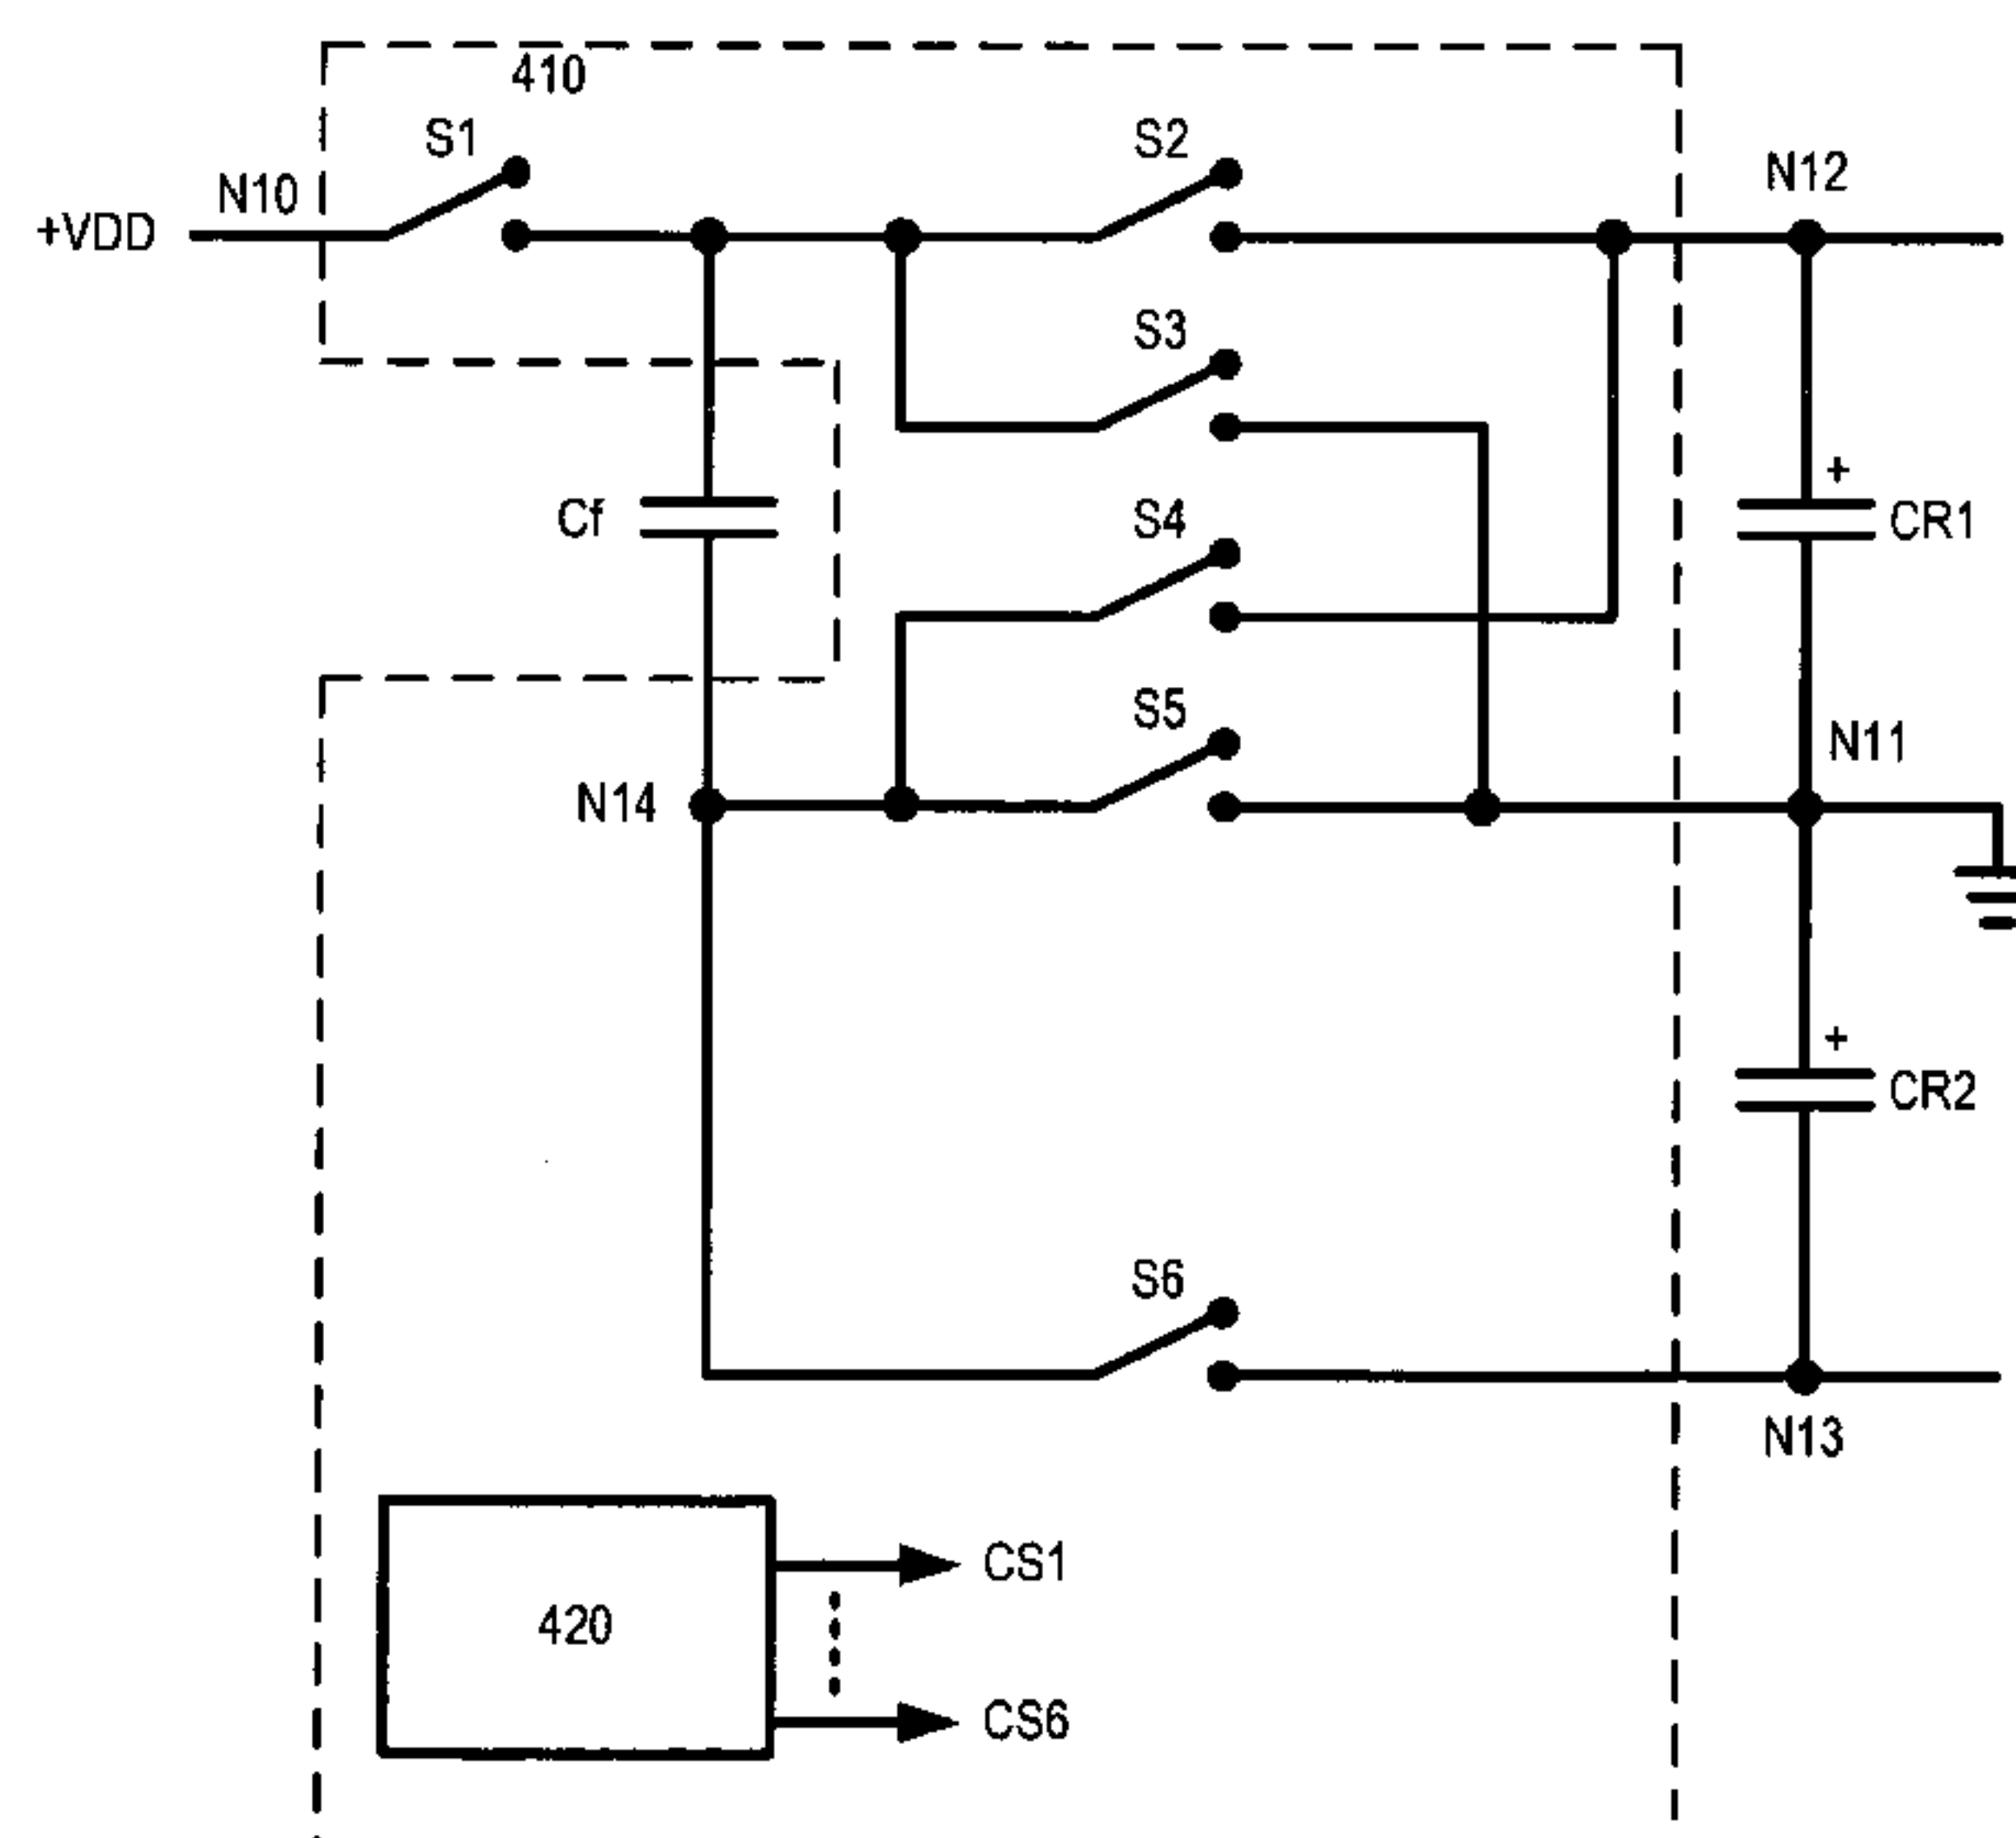 410
S1
S2
N12
N10
+VDD
S3
+
Cf
S4
CR1
S5
N11
N14
+
CR2
S6
N13
CS1
420
CS6